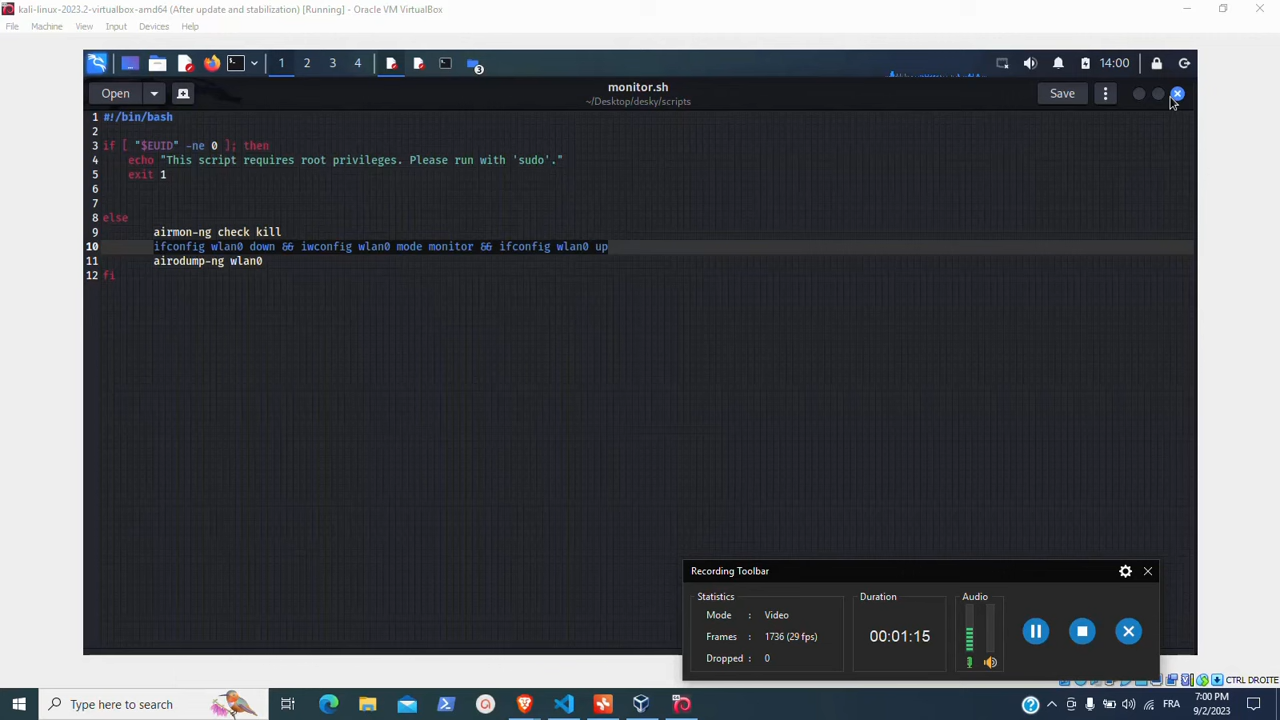 kali-linux-2023.2-virtualbox-amd64 (After update and stabilization) [Running] - Oracle VM VirtualBox
File Machine View Input Devices Help
1 2 3 4 3 14:00
Open monitor.sh Save
~/Desktop/desky/scripts
1 #!/bin/bash
2
3 if [ "$EUID" -ne 0 ]; then
4 echo "This script requires root privileges. Please run with 'sudo'."
5 exit 1
6
7
8 else
9 airmon-ng check kill
10 ifconfig wlan0 down && iwconfig wlan0 mode monitor && ifconfig wlan0 up
11 airodump-ng wlan0
12 fi
Recording Toolbar
Statistics Duration Audio
Mode : Video
Frames : 1736 (29 fps) 00:01:15
Dropped : 0
CTRL DROITE
Type here to search FRA 7:00 PM
9/2/2023